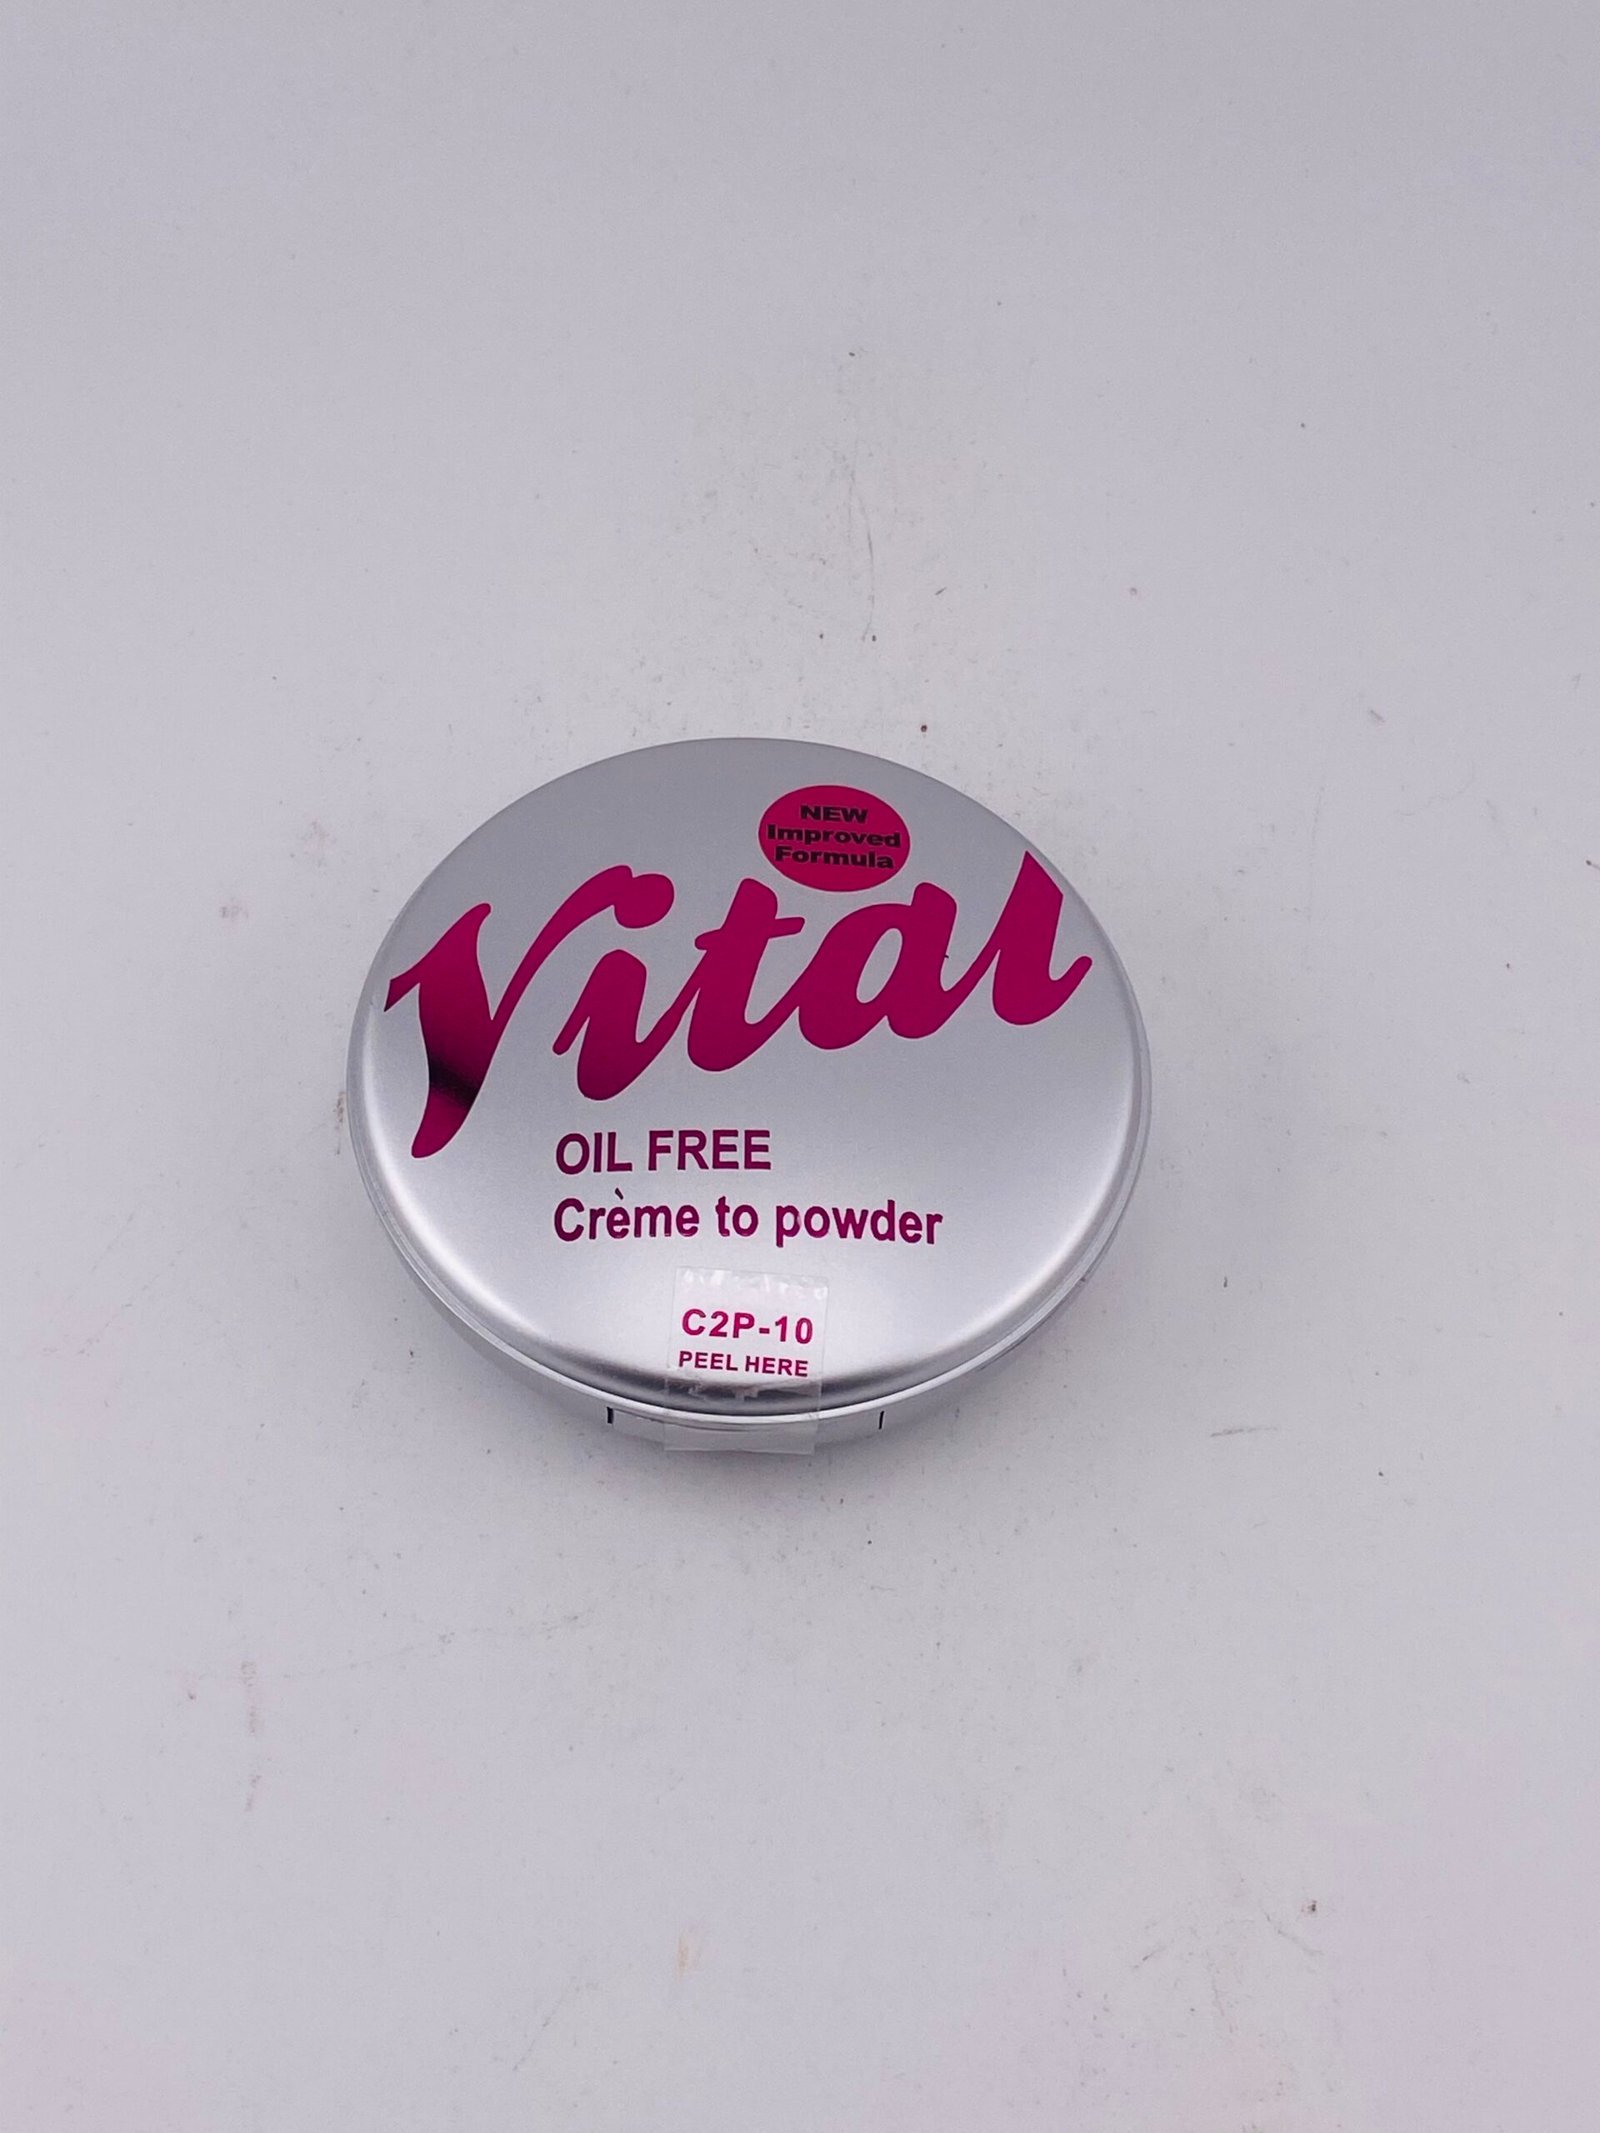 NEW
Improved
Formula
Vital
OIL FREE
Crème to powder
C2P-10
PEEL HERE